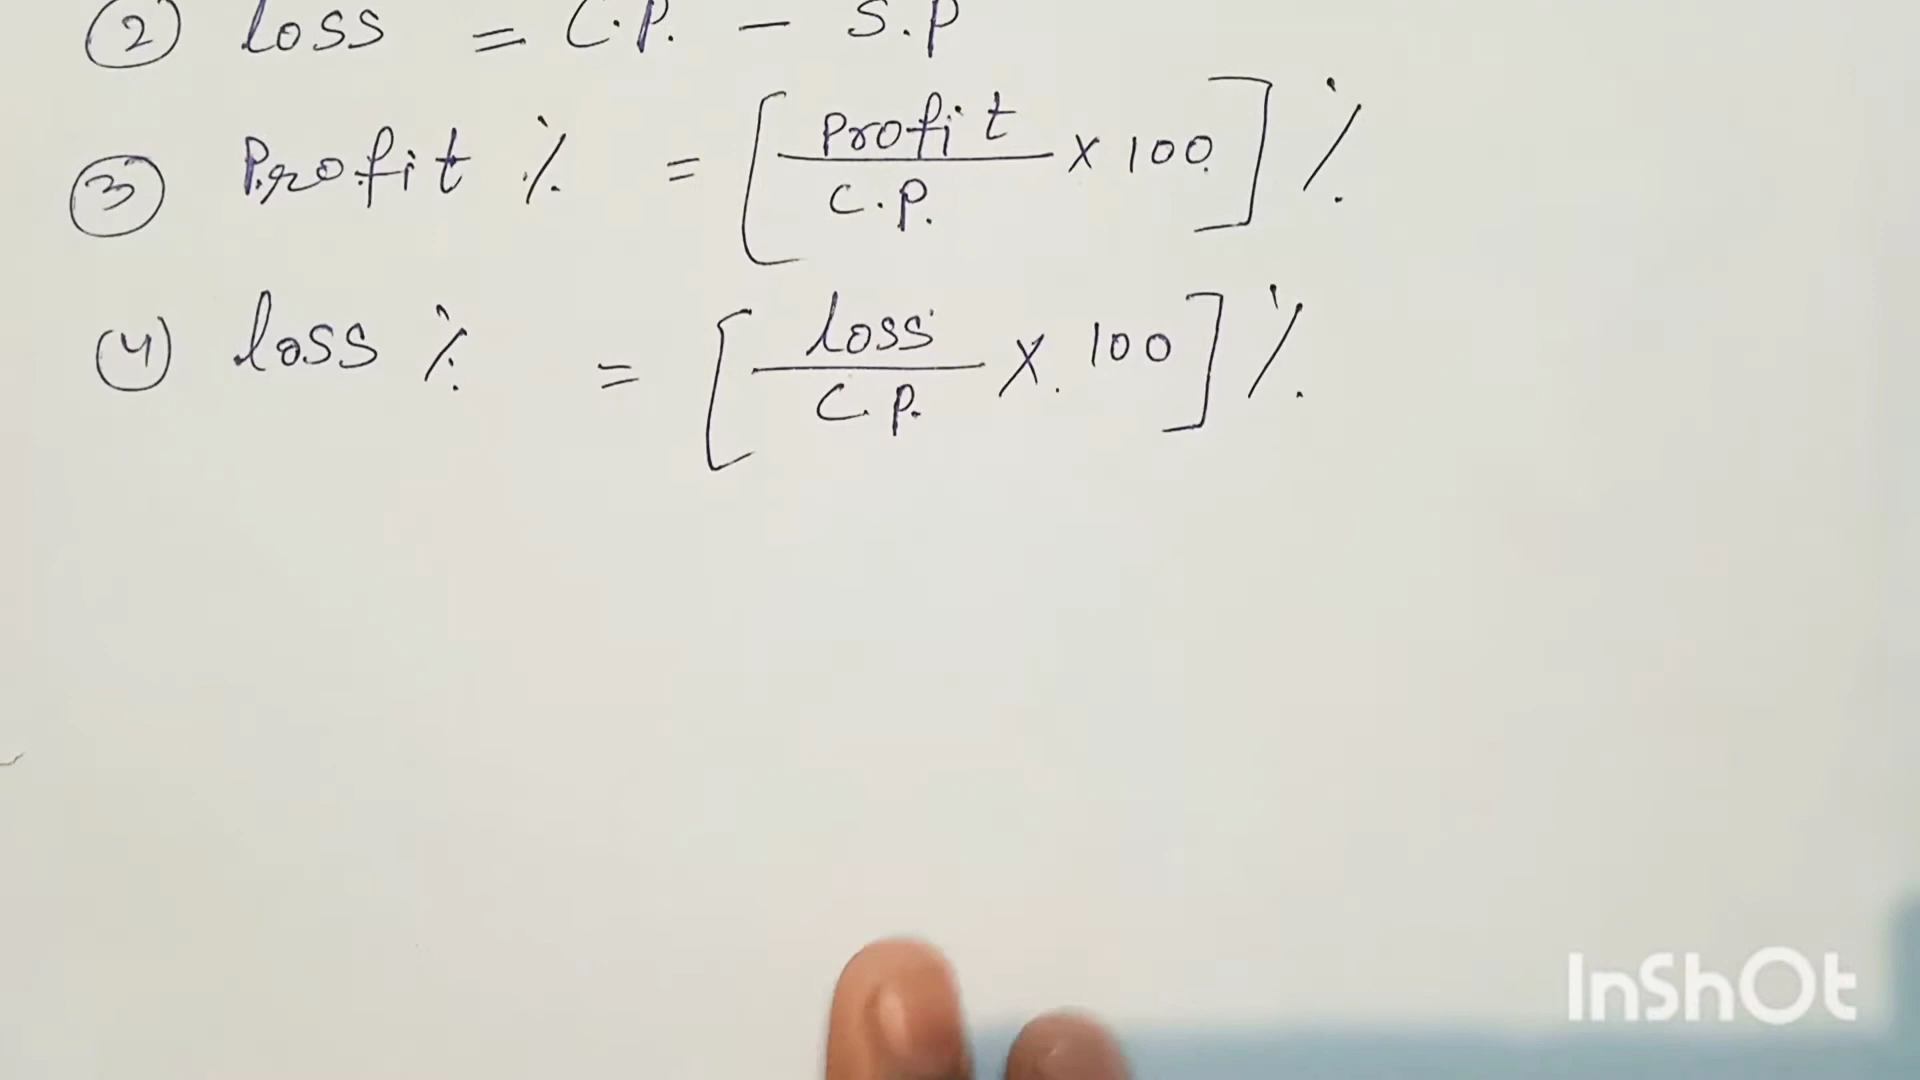 (2) loss = C.P. - S.P
(3) Profit % = [Profit/C.P. × 100] %
(4) loss % = [loss/C.P. × 100] %
InShOt